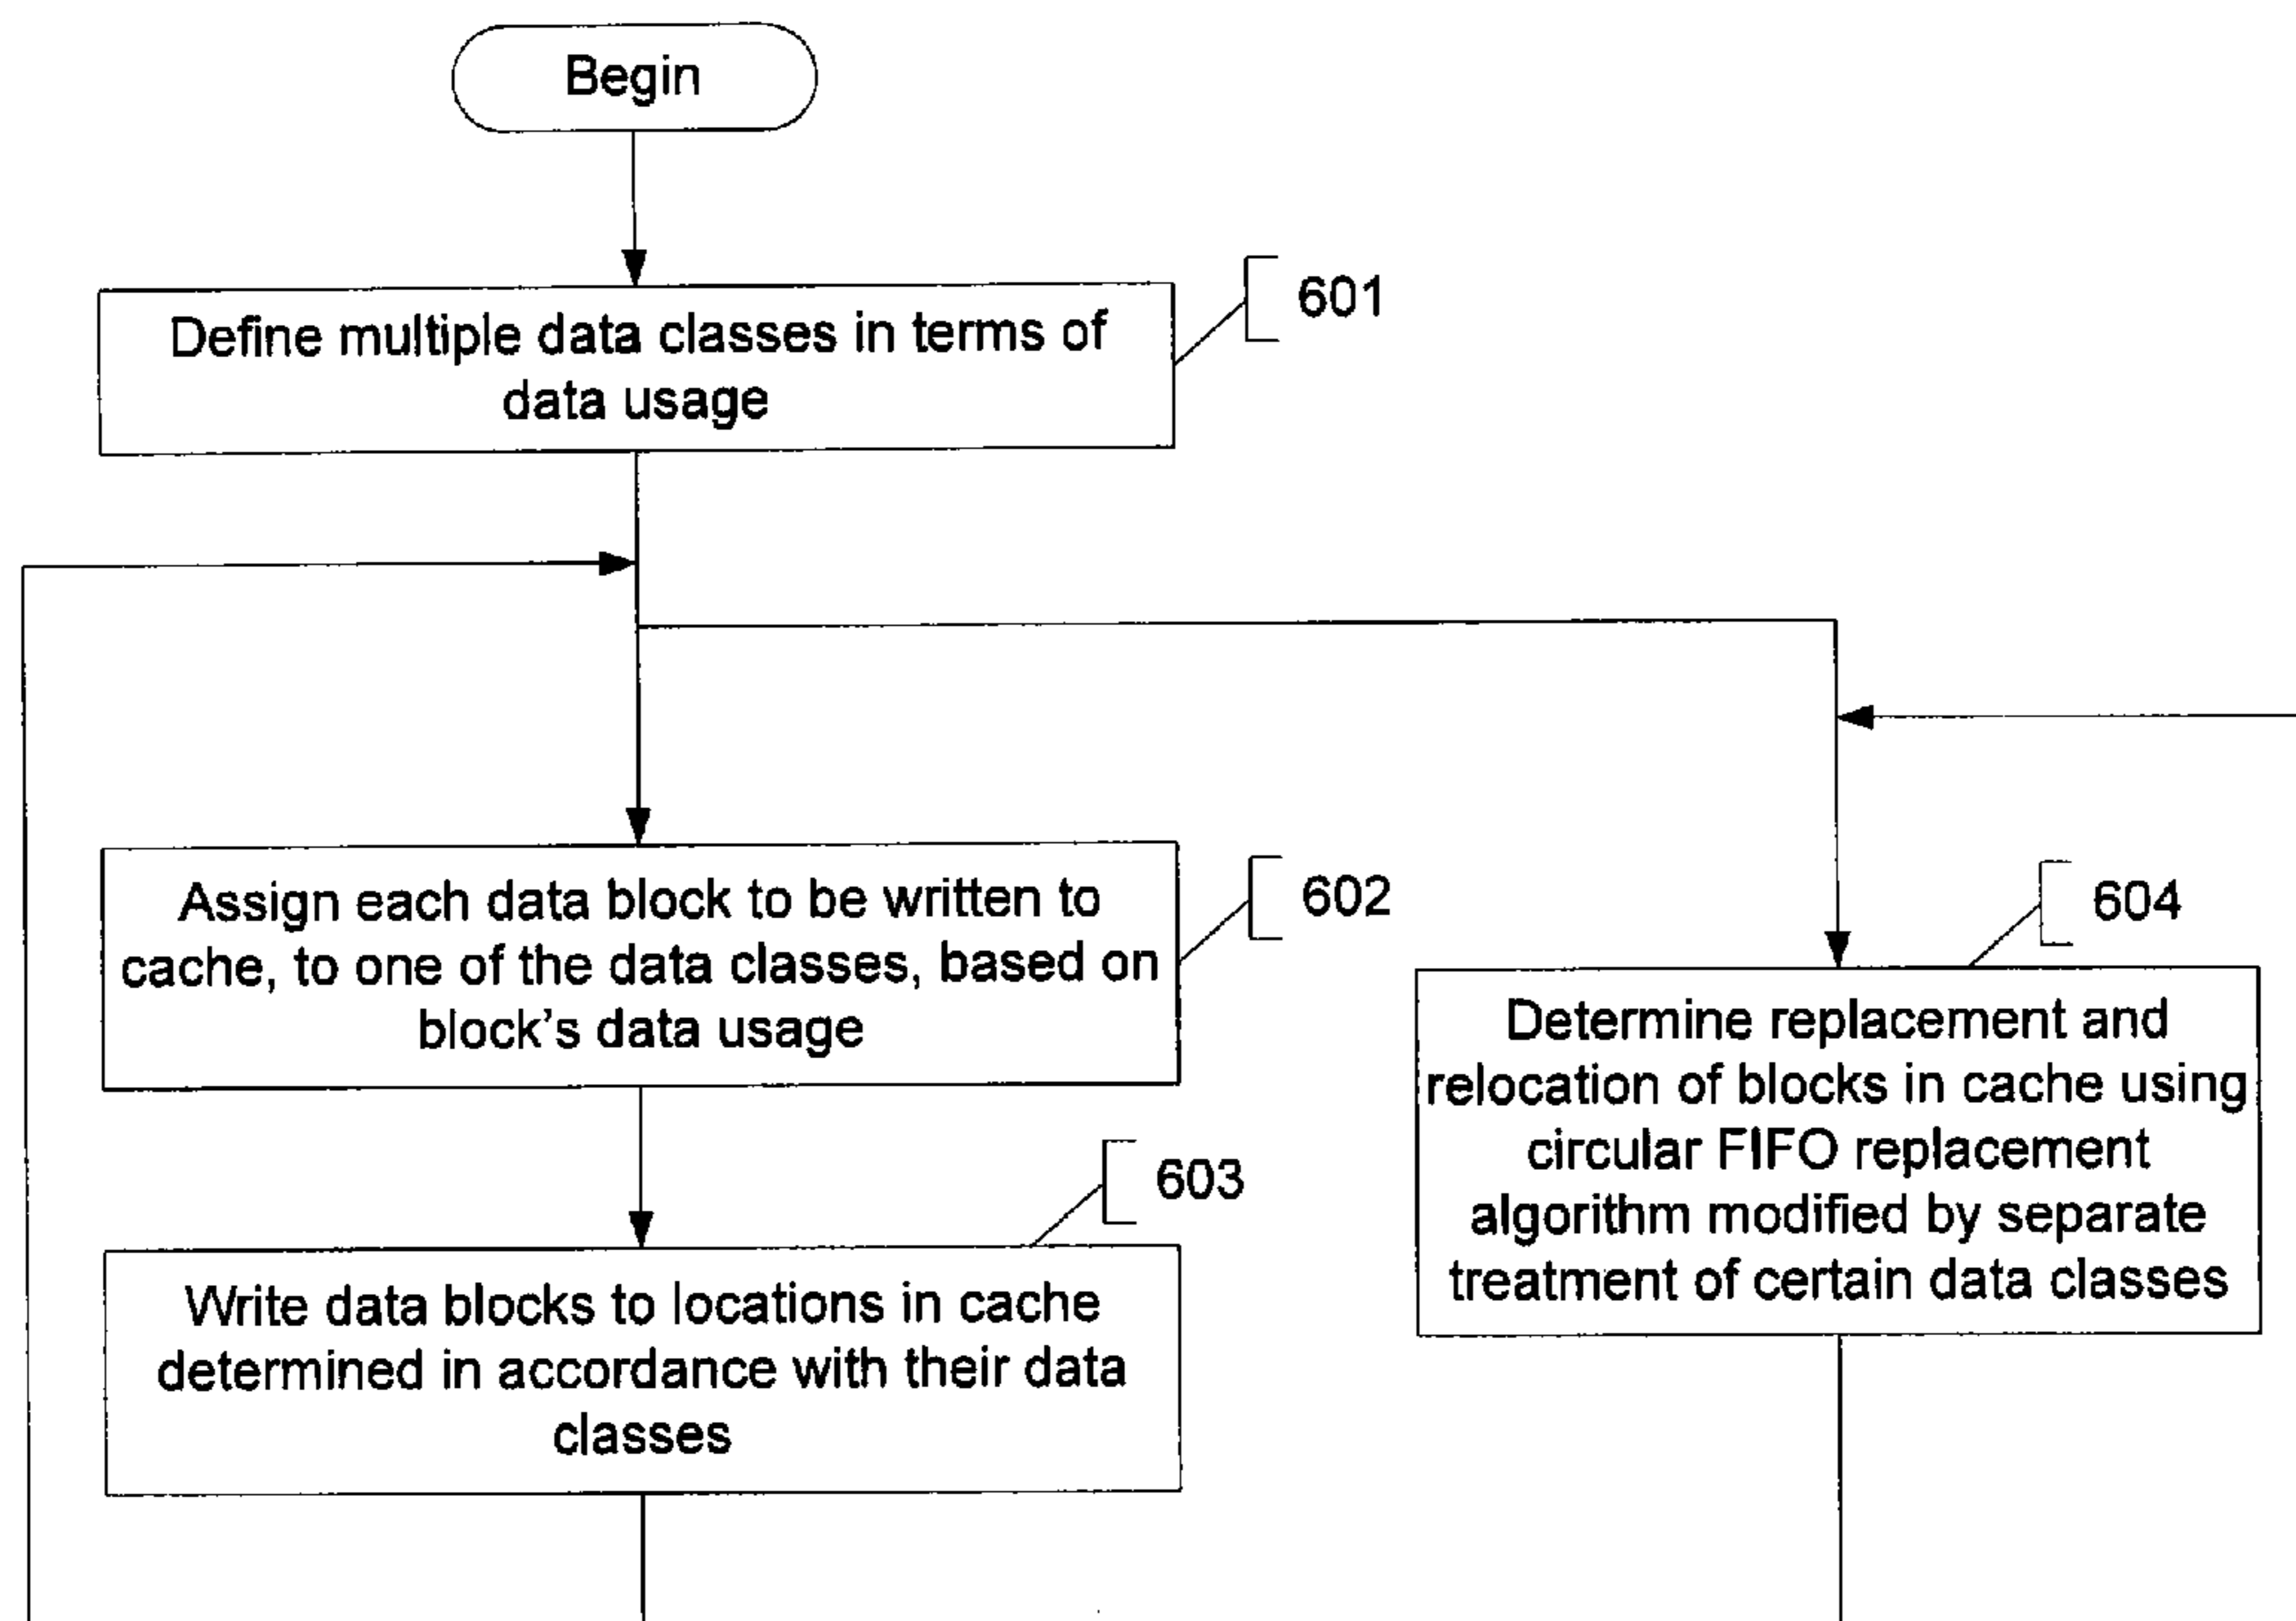 Begin
601
Define multiple data classes in terms of
data usage
602
Assign each data block to be written to
cache, to one of the data classes, based on
block's data usage
604
Determine replacement and
relocation of blocks in cache using
circular FIFO replacement
algorithm modified by separate
treatment of certain data classes
603
Write data blocks to locations in cache
determined in accordance with their data
classes